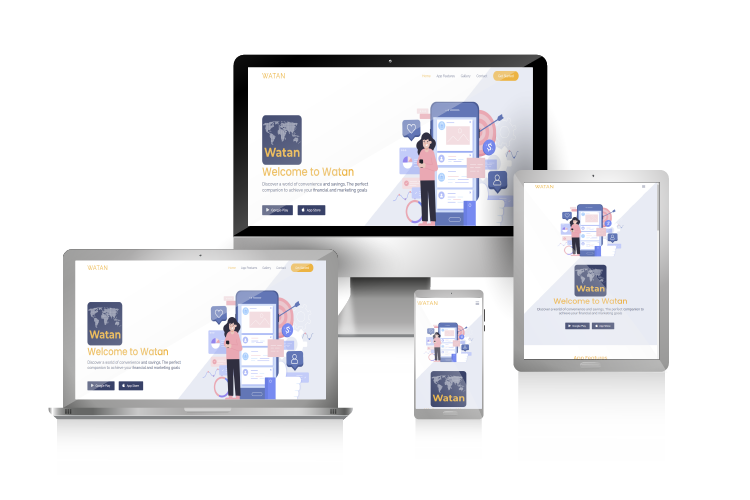 WATAN
Home App Features Gallery Contact
Watan
Welcome to Watan
Discover a world of convenience and savings. The perfect
companion to achieve your financial and marketing goals
Google Play App Store
WATAN
Watan
Welcome to Watan
Discover a world of convenience and savings. The perfect companion to
achieve your financial and marketing goals
Google Play App Store
App Features
WATAN
Home App Features Gallery Contact
Watan
Welcome to Watan
Discover a world of convenience and savings. The perfect
companion to achieve your financial and marketing goals
Google Play App Store
WATAN
Watan